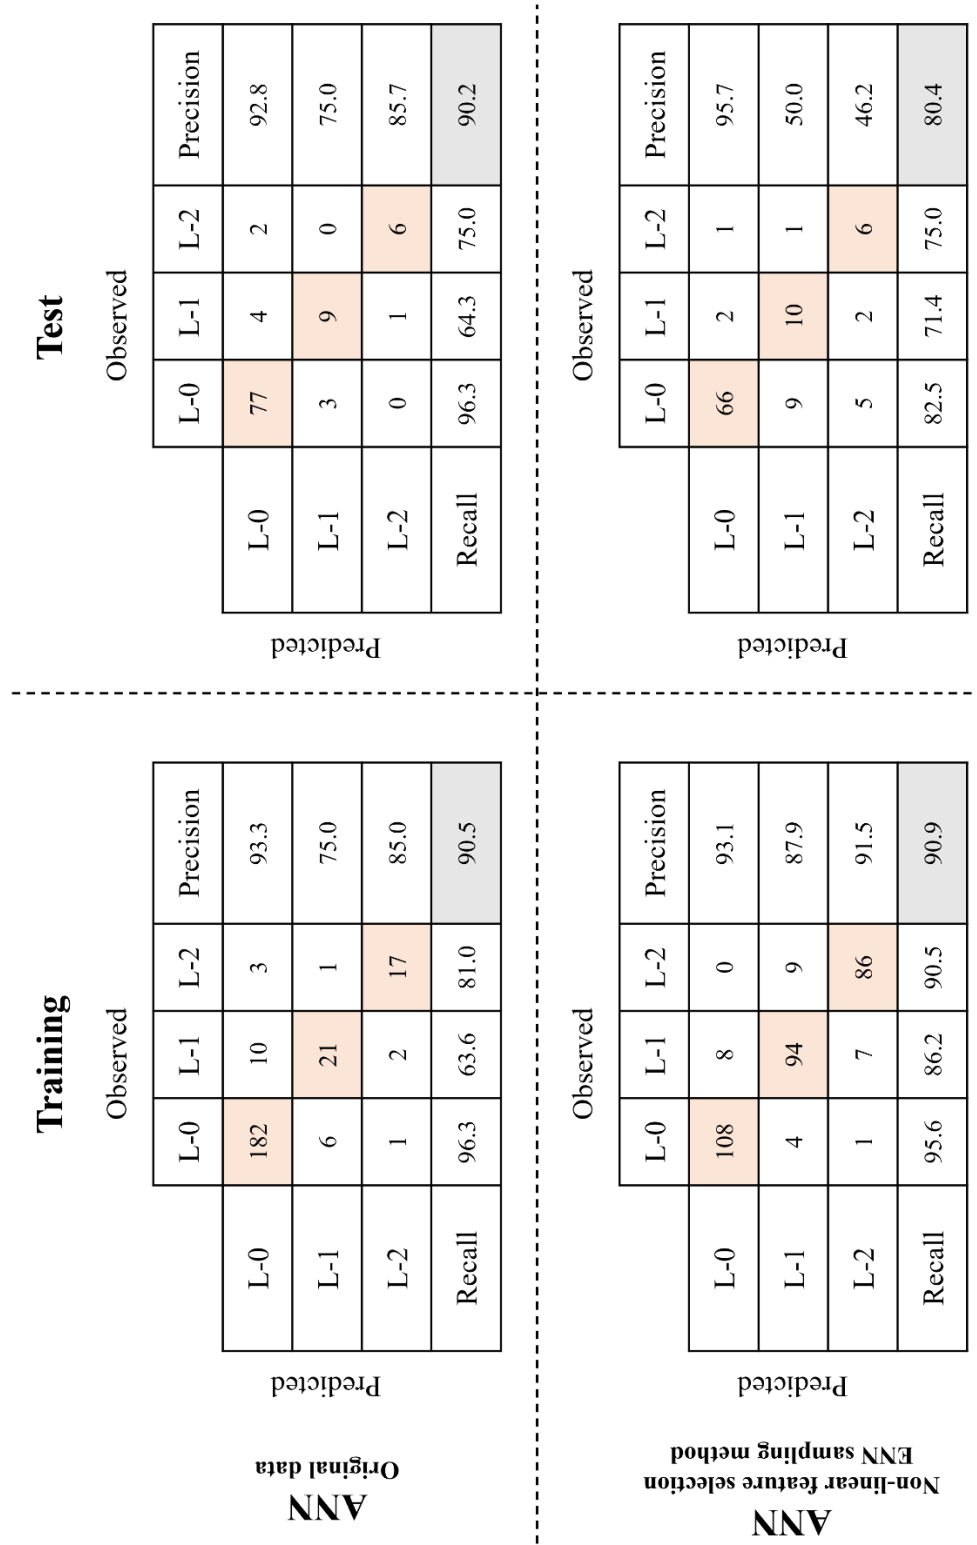 Training
Test
ANN
Original data
Predicted
Observed
L-0 L-1 L-2 Precision
L-0 182 10 3 93.3
L-1 6 21 1 75.0
L-2 1 2 17 85.0
Recall 96.3 63.6 81.0 90.5
Predicted
Observed
L-0 L-1 L-2 Precision
L-0 77 4 2 92.8
L-1 3 9 0 75.0
L-2 0 1 6 85.7
Recall 96.3 64.3 75.0 90.2
ANN
Non-linear feature selection
ENN sampling method
Predicted
Observed
L-0 L-1 L-2 Precision
L-0 108 8 0 93.1
L-1 4 94 9 87.9
L-2 1 7 86 91.5
Recall 95.6 86.2 90.5 90.9
Predicted
Observed
L-0 L-1 L-2 Precision
L-0 66 2 1 95.7
L-1 9 10 1 50.0
L-2 5 2 6 46.2
Recall 82.5 71.4 75.0 80.4